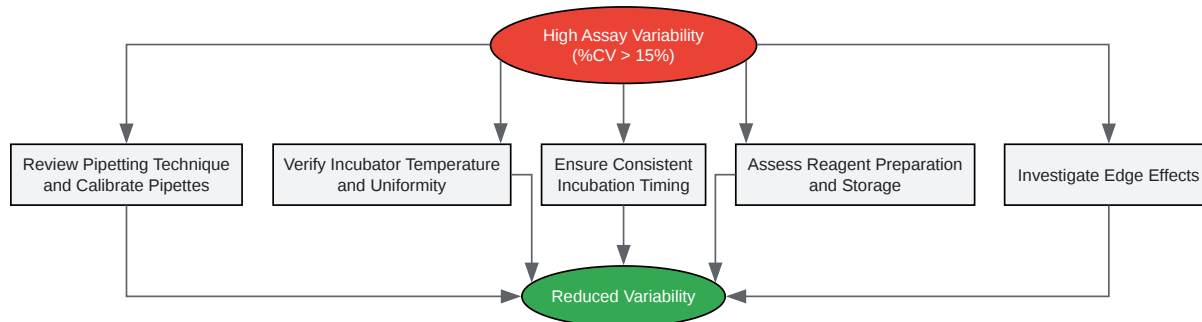 High Assay Variability
(%CV > 15%)
Review Pipetting Technique
and Calibrate Pipettes
Verify Incubator Temperature
and Uniformity
Ensure Consistent
Incubation Timing
Assess Reagent Preparation
and Storage
Investigate Edge Effects
Reduced Variability